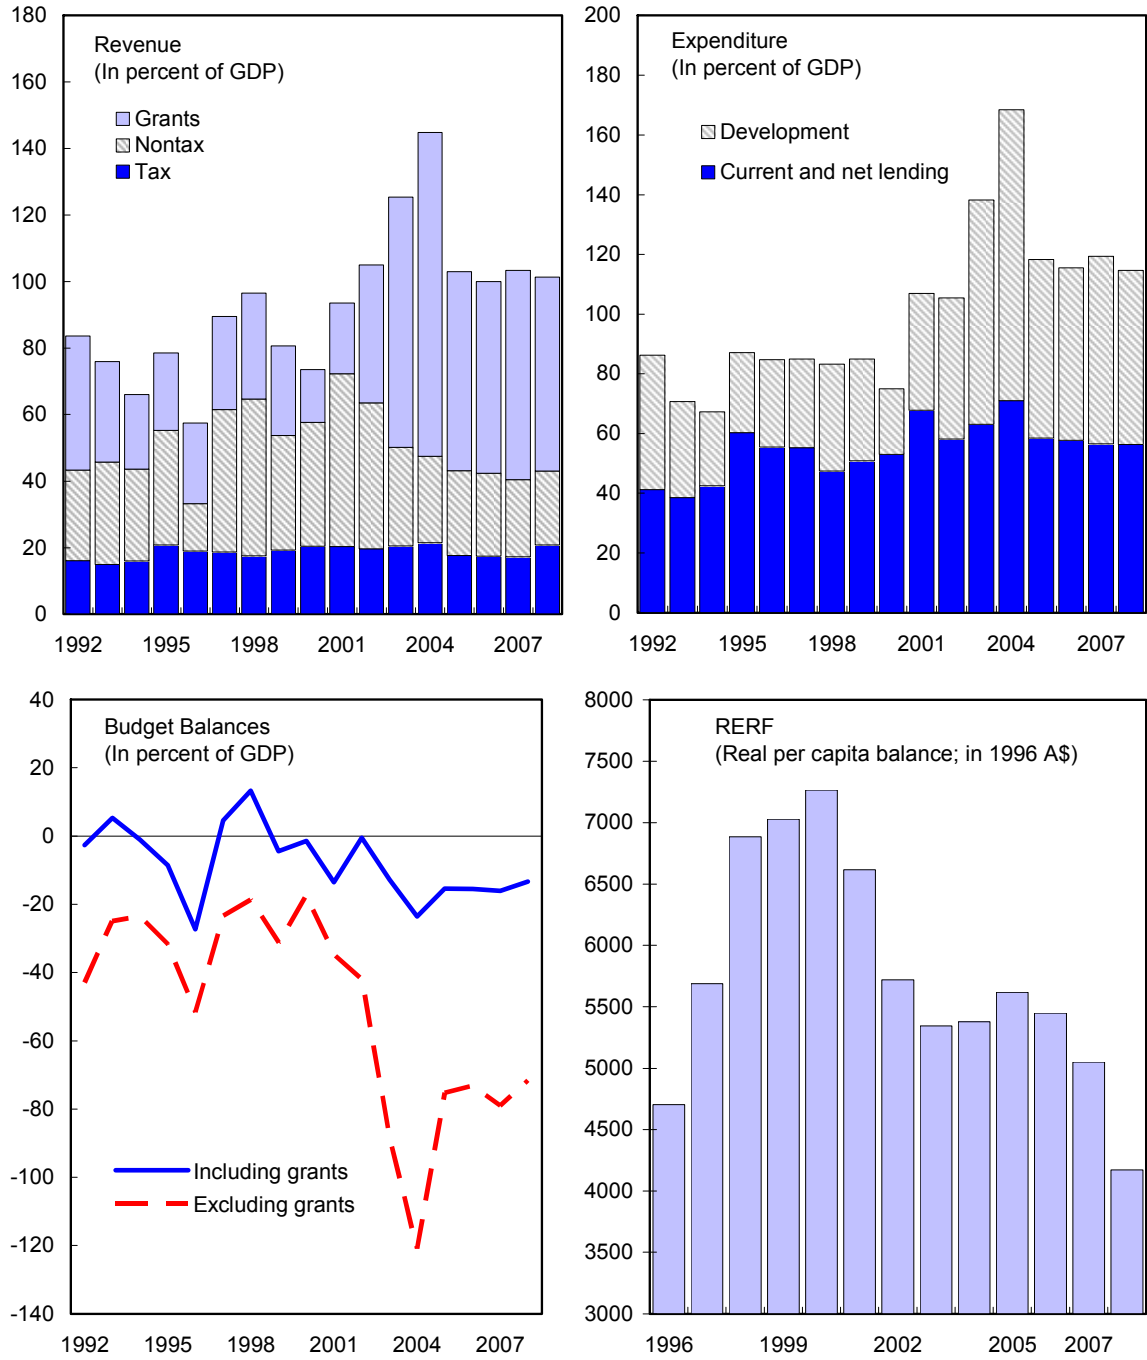 Revenue
(In percent of GDP)
Grants
Nontax
Tax
180
160
140
120
100
80
60
40
20
0
1992 1995 1998 2001 2004 2007
Expenditure
(In percent of GDP)
Development
Current and net lending
200
180
160
140
120
100
80
60
40
20
0
1992 1995 1998 2001 2004 2007
Budget Balances
(In percent of GDP)
40
20
0
-20
-40
-60
-80
-100
-120
-140
Including grants
Excluding grants
1992 1995 1998 2001 2004 2007
RERF
(Real per capita balance; in 1996 A$)
8000
7500
7000
6500
6000
5500
5000
4500
4000
3500
3000
1996 1999 2002 2005 2007